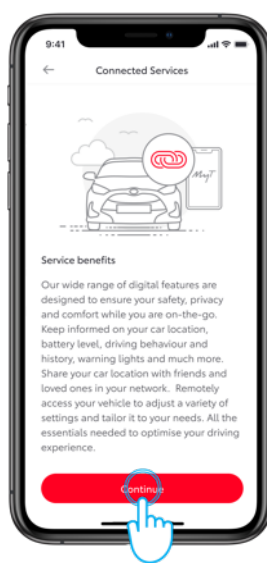 9:41
Connected Services
MyT
Service benefits
Our wide range of digital features are
designed to ensure your safety, privacy
and comfort while you are on-the-go.
Keep informed on your car location,
battery level, driving behaviour and
history, warning lights and much more.
Share your car location with friends and
loved ones in your network. Remotely
access your vehicle to adjust a variety of
settings and tailor it to your needs. All the
essentials needed to optimise your driving
experience.
Continue